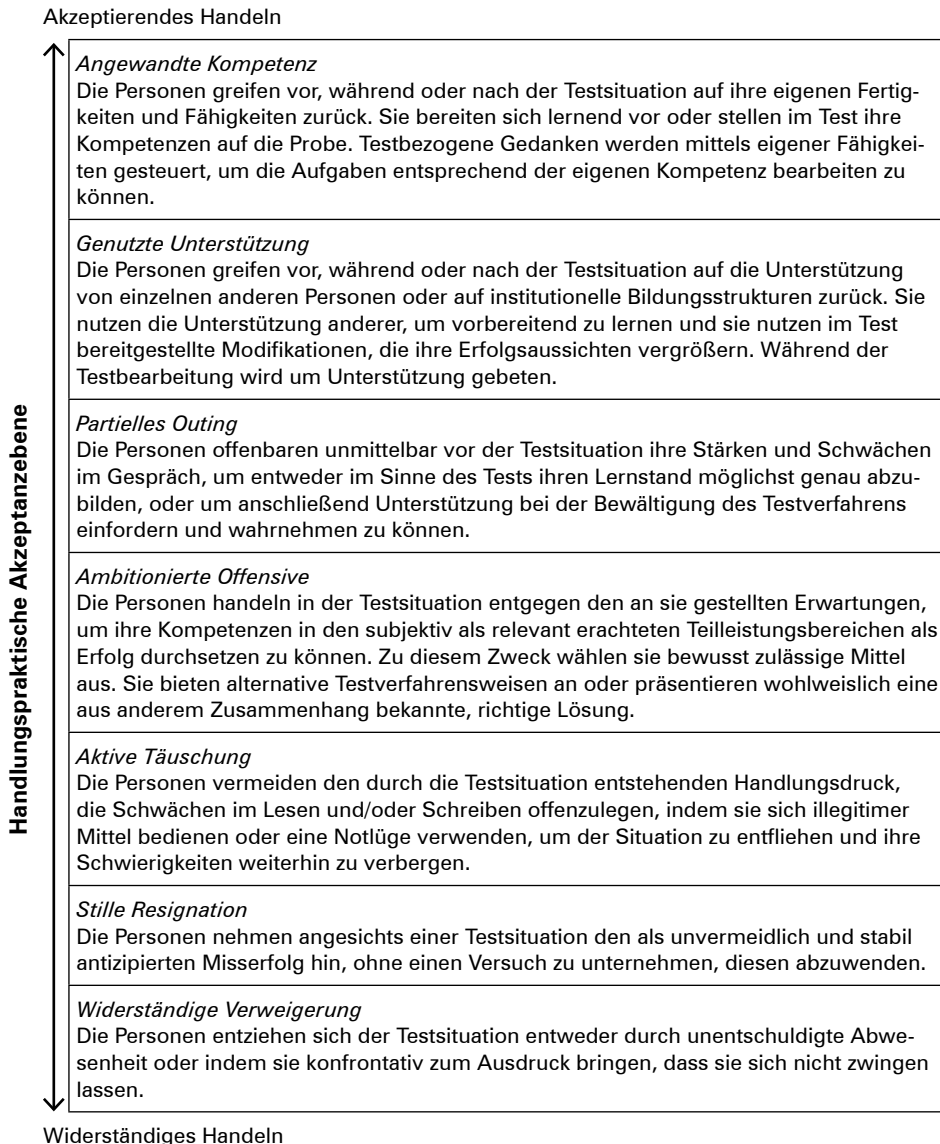 Akzeptierendes Handeln
Handlungspraktische Akzeptanzebene
Angewandte Kompetenz
Die Personen greifen vor, während oder nach der Testsituation auf ihre eigenen Fertig-
keiten und Fähigkeiten zurück. Sie bereiten sich lernend vor oder stellen im Test ihre
Kompetenzen auf die Probe. Testbezogene Gedanken werden mittels eigener Fähigkei-
ten gesteuert, um die Aufgaben entsprechend der eigenen Kompetenz bearbeiten zu
können.
Genutzte Unterstützung
Die Personen greifen vor, während oder nach der Testsituation auf die Unterstützung
von einzelnen anderen Personen oder auf institutionelle Bildungsstrukturen zurück. Sie
nutzen die Unterstützung anderer, um vorbereitend zu lernen und sie nutzen im Test
bereitgestellte Modifikationen, die ihre Erfolgsaussichten vergrößern. Während der
Testbearbeitung wird um Unterstützung gebeten.
Partielles Outing
Die Personen offenbaren unmittelbar vor der Testsituation ihre Stärken und Schwächen
im Gespräch, um entweder im Sinne des Tests ihren Lernstand möglichst genau abzu-
bilden, oder um anschließend Unterstützung bei der Bewältigung des Testverfahrens
einfordern und wahrnehmen zu können.
Ambitionierte Offensive
Die Personen handeln in der Testsituation entgegen den an sie gestellten Erwartungen,
um ihre Kompetenzen in den subjektiv als relevant erachteten Teilleistungsbereichen als
Erfolg durchsetzen zu können. Zu diesem Zweck wählen sie bewusst zulässige Mittel
aus. Sie bieten alternative Testverfahrensweisen an oder präsentieren wohlweislich eine
aus anderem Zusammenhang bekannte, richtige Lösung.
Aktive Täuschung
Die Personen vermeiden den durch die Testsituation entstehenden Handlungsdruck,
die Schwächen im Lesen und/oder Schreiben offenzulegen, indem sie sich illegitimer
Mittel bedienen oder eine Notlüge verwenden, um der Situation zu entfliehen und ihre
Schwierigkeiten weiterhin zu verbergen.
Stille Resignation
Die Personen nehmen angesichts einer Testsituation den als unvermeidlich und stabil
antizipierten Misserfolg hin, ohne einen Versuch zu unternehmen, diesen abzuwenden.
Widerständige Verweigerung
Die Personen entziehen sich der Testsituation entweder durch unentschuldigte Abwe-
senheit oder indem sie konfrontativ zum Ausdruck bringen, dass sie sich nicht zwingen
lassen.
Widerständiges Handeln